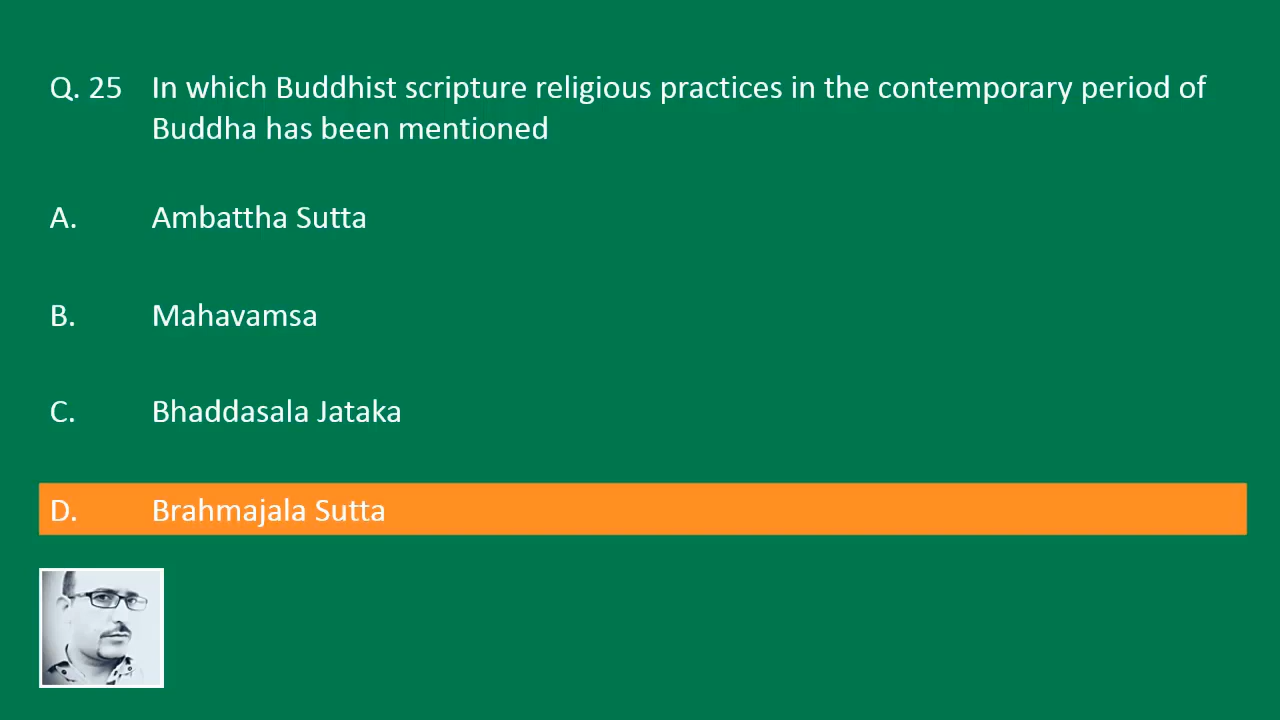 Q. 25 In which Buddhist scripture religious practices in the contemporary period of
Buddha has been mentioned
A. Ambattha Sutta
B. Mahavamsa
C. Bhaddasala Jataka
D. Brahmajala Sutta